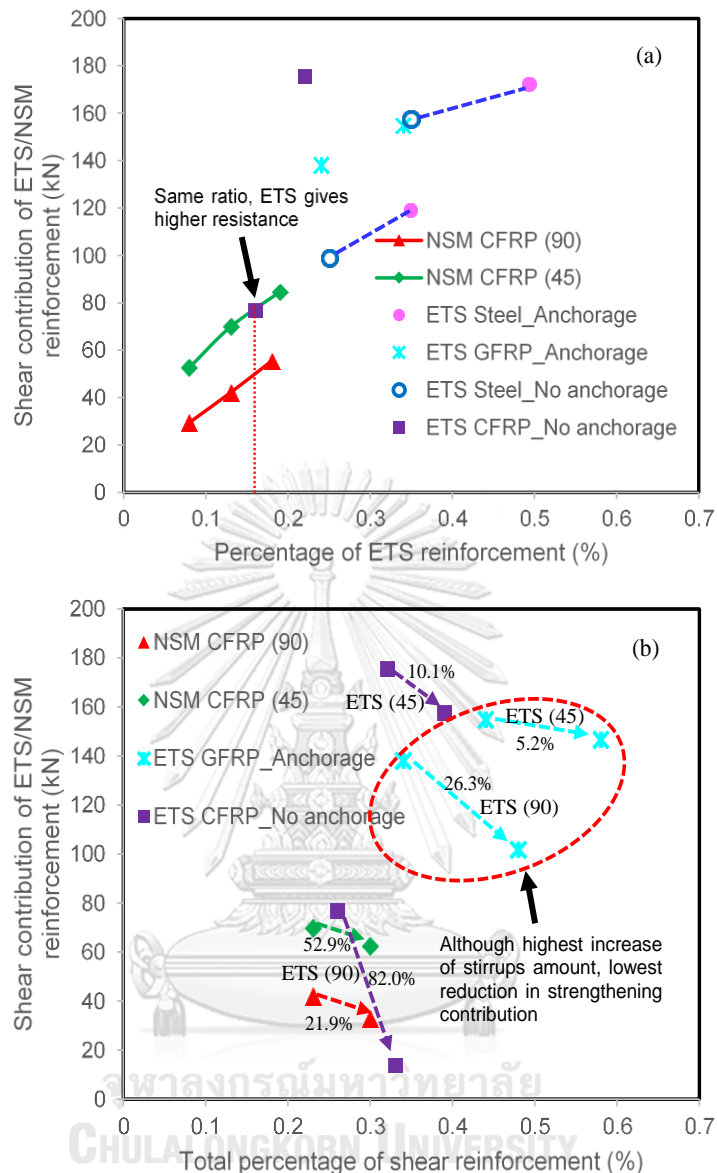 200
(a)
180
160
140
120
100
80
60
40
20
0
Shear contribution of ETS/NSM
reinforcement (kN)
Same ratio, ETS gives
higher resistance
NSM CFRP (90)
NSM CFRP (45)
ETS Steel_Anchorage
ETS GFRP_Anchorage
ETS Steel_No anchorage
ETS CFRP_No anchorage
0 0.1 0.2 0.3 0.4 0.5 0.6 0.7
Percentage of ETS reinforcement (%)
200
(b)
180
160
140
120
100
80
60
40
20
0
Shear contribution of ETS/NSM
reinforcement (kN)
NSM CFRP (90)
NSM CFRP (45)
ETS GFRP_Anchorage
ETS CFRP_No anchorage
10.1%
ETS (45)
ETS (45)
5.2%
26.3%
ETS (90)
52.9%
ETS (90)
82.0%
21.9%
Although highest increase
of stirrups amount, lowest
reduction in strengthening
contribution
0 0.1 0.2 0.3 0.4 0.5 0.6 0.7
Total percentage of shear reinforcement (%)
จุฬาลงกรณ์มหาวิทยาลัย
CHULALONGKORN UNIVERSITY